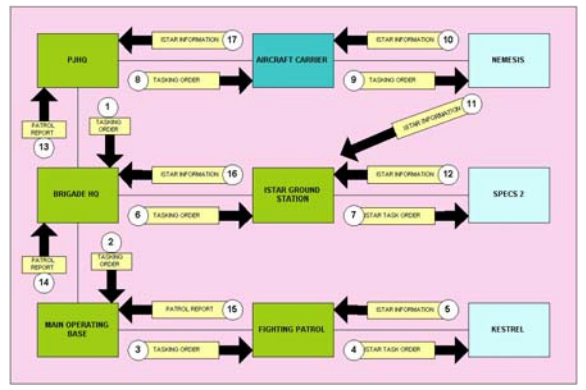 ISTAR INFORMATION 17
ISTAR INFORMATION 10
PJHQ
AIRCRAFT CARRIER
NEMESIS
8 TASKING ORDER
9 TASKING ORDER
1
11
TASKING ORDER
ISTAR INFORMATION
PATROL REPORT
13
ISTAR INFORMATION 16
ISTAR INFORMATION 12
BRIGADE HQ
ISTAR GROUND
STATION
SPECS 2
6 TASKING ORDER
7 ISTAR TASK ORDER
2
TASKING ORDER
PATROL REPORT
14
PATROL REPORT 15
ISTAR INFORMATION 5
MAIN OPERATING
BASE
FIGHTING PATROL
KESTREL
3 TASKING ORDER
4 ISTAR TASK ORDER